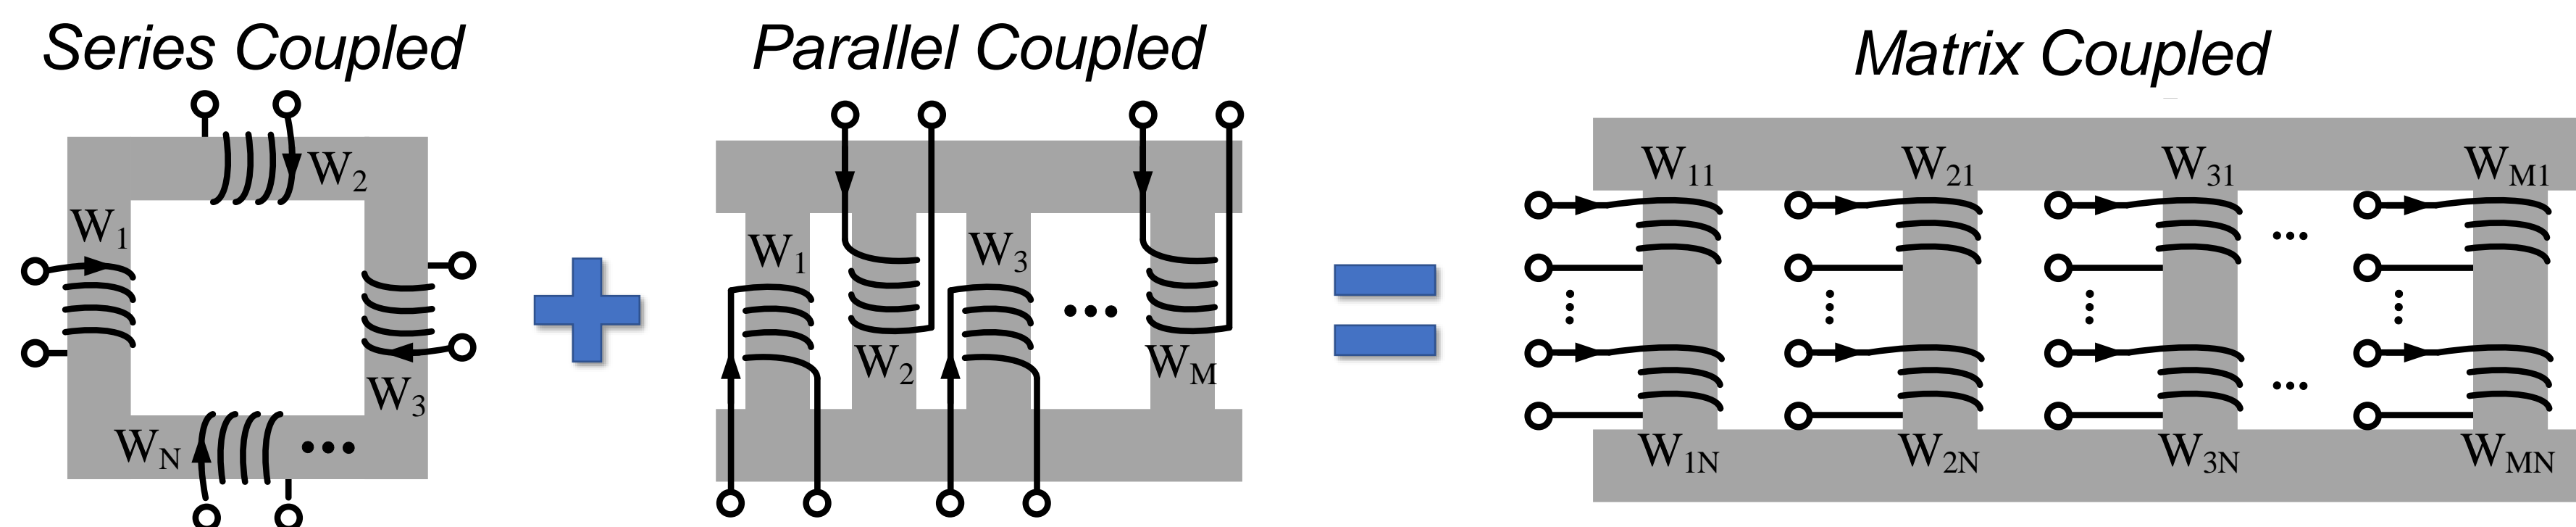 Series Coupled
W2
W1
W3
WN
...
Parallel Coupled
W1
W3
...
W2
WM
Matrix Coupled
W11
W21
W31
WM1
...
...
W1N
W2N
W3N
WMN